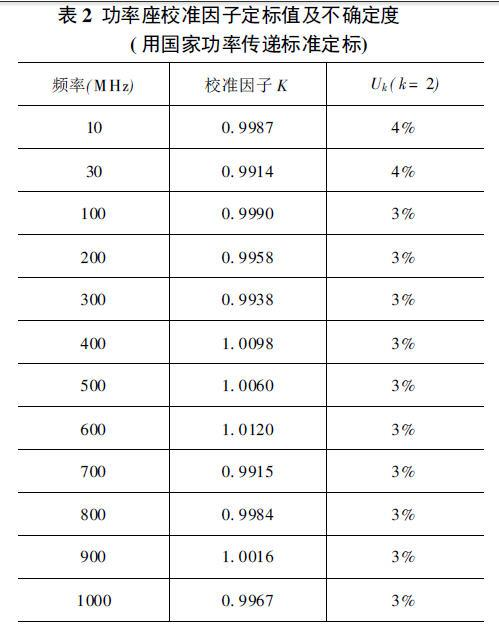 表 2 功率座校准因子定标值及不确定度
( 用国家功率传递标准定标)
频率(MHz) 校准因子 K Uk( k= 2)
10 0. 9987 4%
30 0. 9914 4%
100 0. 9990 3%
200 0. 9958 3%
300 0. 9938 3%
400 1. 0098 3%
500 1. 0060 3%
600 1. 0120 3%
700 0. 9915 3%
800 0. 9984 3%
900 1. 0016 3%
1000 0. 9967 3%